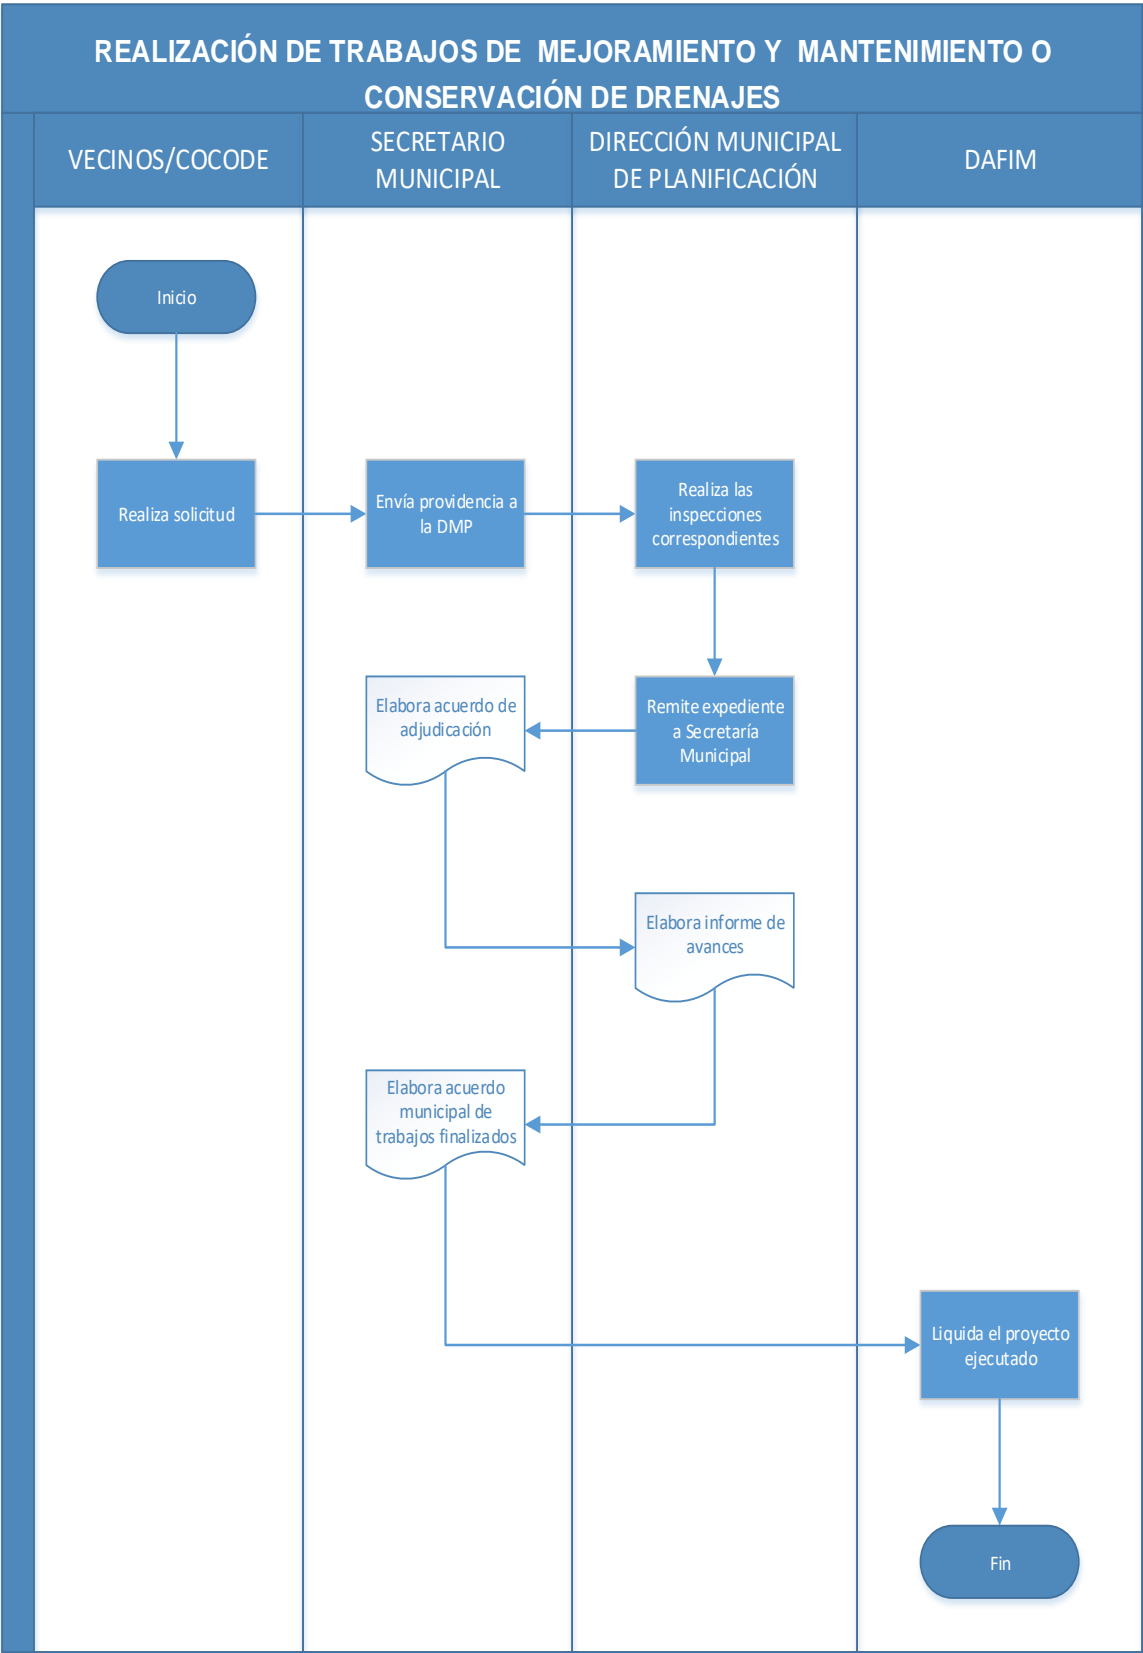 REALIZACIÓN DE TRABAJOS DE MEJORAMIENTO Y MANTENIMIENTO O
CONSERVACIÓN DE DRENAJES
VECINOS/COCODE
SECRETARIO
MUNICIPAL
DIRECCIÓN MUNICIPAL
DE PLANIFICACIÓN
DAFIM
Inicio
Realiza solicitud
Envía providencia a
la DMP
Realiza las
inspecciones
correspondientes
Elabora acuerdo de
adjudicación
Remite expediente
a Secretaría
Municipal
Elabora informe de
avances
Elabora acuerdo
municipal de
trabajos finalizados
Liquida el proyecto
ejecutado
Fin